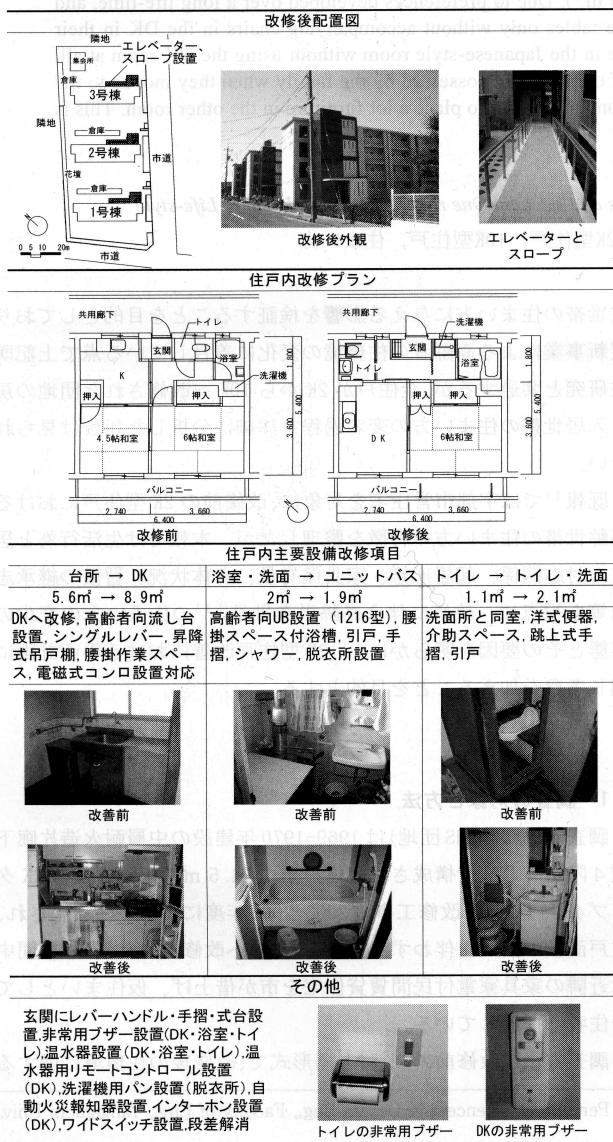 改修後配置図
隣地
集会所
エレベーター、
スロープ設置
倉庫
3号棟
隣地
倉庫
2号棟
市道
花壇
倉庫
1号棟
0 5 10 20m
市道
改修後外観
エレベーターと
スロープ
住戸内改修プラン
共用廊下
トイレ
玄関
浴室
K
洗濯機
押入
押入
4.5帖和室
6帖和室
バルコニー
1.800
3.600
5.400
2.740
3.660
6.400
改修前
共用廊下
洗濯機
玄関
浴室
トイレ
押入
押入
DK
6帖和室
バルコニー
1.800
3.600
5.400
2.740
3.660
6.400
改修後
住戸内主要設備改修項目
台所 → DK
5.6㎡ → 8.9㎡
DKへ改修, 高齢者向流し台
設置, シングルレバー, 昇降
式吊戸棚, 腰掛作業スペー
ス, 電磁式コンロ設置対応
浴室・洗面 → ユニットバス
2㎡ → 1.9㎡
高齢者向UB設置(1216型), 腰
掛スペース付浴槽, 引戸, 手
摺, シャワー, 脱衣所設置
トイレ → トイレ・洗面
1.1㎡ → 2.1㎡
洗面所と同室, 洋式便器,
介助スペース, 跳上式手
摺, 引戸
改善前
改善前
改善前
改善後
改善後
改善後
その他
玄関にレバーハンドル・手摺・式台設
置,非常用ブザー設置(DK・浴室・トイ
レ),温水器設置(DK・浴室・トイレ),温
水器用リモートコントロール設置
(DK),洗濯機用パン設置(脱衣所),自
動火災報知器設置,インターホン設置
(DK),ワイドスイッチ設置,段差解消
トイレの非常用ブザー
DKの非常用ブザー